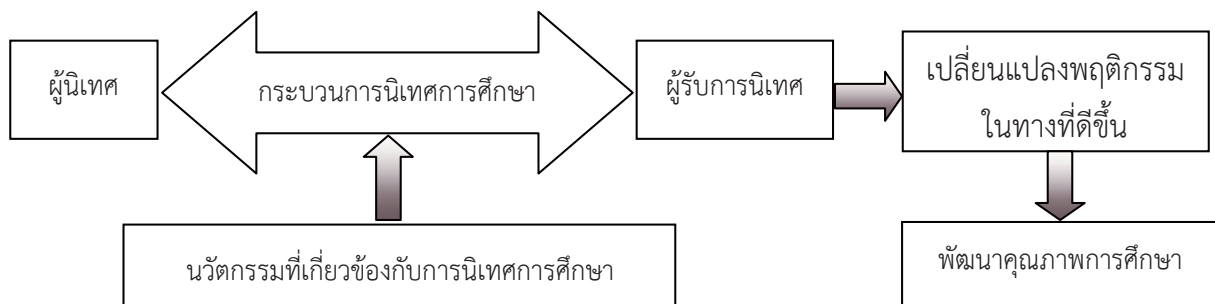 ผู้นิเทศ
กระบวนการนิเทศการศึกษา
ผู้รับการนิเทศ
เปลี่ยนแปลงพฤติกรรม
ในทางที่ดีขึ้น
นวัตกรรมที่เกี่ยวข้องกับการนิเทศการศึกษา
พัฒนาคุณภาพการศึกษา